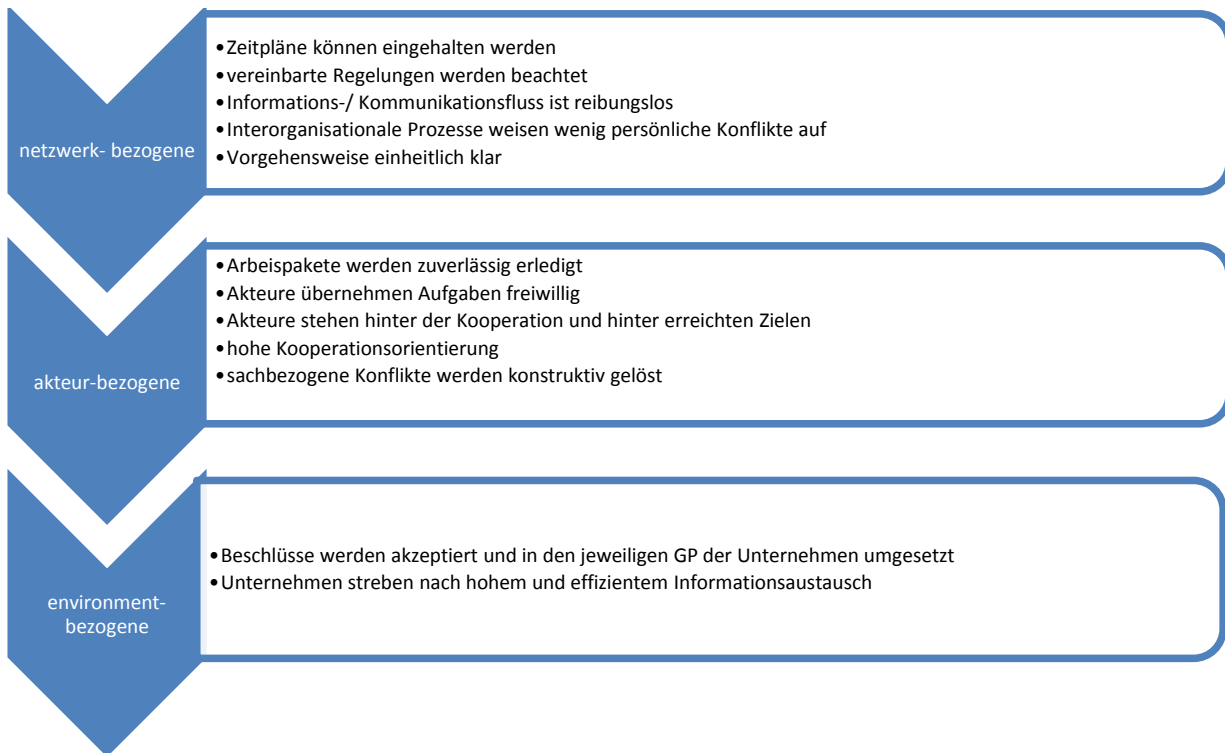 netzwerk- bezogene
•Zeitpläne können eingehalten werden
•vereinbarte Regelungen werden beachtet
•Informations-/ Kommunikationsfluss ist reibungslos
•Interorganisationale Prozesse weisen wenig persönliche Konflikte auf
•Vorgehensweise einheitlich klar
akteur-bezogene
•Arbeispakete werden zuverlässig erledigt
•Akteure übernehmen Aufgaben freiwillig
•Akteure stehen hinter der Kooperation und hinter erreichten Zielen
•hohe Kooperationsorientierung
•sachbezogene Konflikte werden konstruktiv gelöst
environment-
bezogene
•Beschlüsse werden akzeptiert und in den jeweiligen GP der Unternehmen umgesetzt
•Unternehmen streben nach hohem und effizientem Informationsaustausch